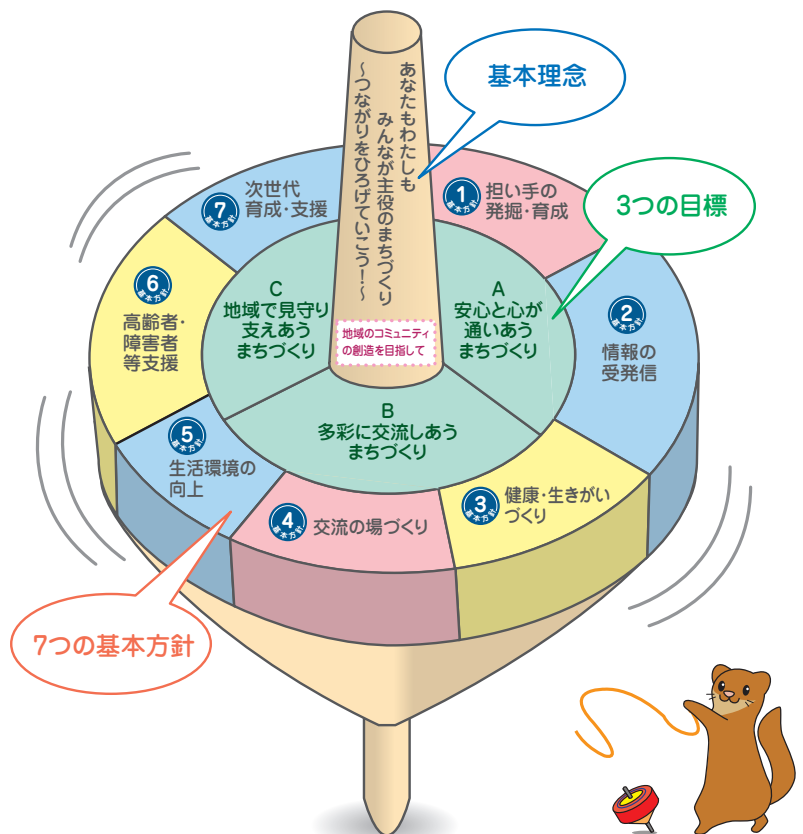 基本理念
あなたもわたしも
みんなが主役のまちづくり
～つながりをひろげていこう!～
地域のコミュニティ
の創造を目指して
3つの目標
A
安心と心が
通いあう
まちづくり
B
多彩に交流しあう
まちづくり
C
地域で見守り
支えあう
まちづくり
7つの基本方針
1
基本方針
担い手の
発掘・育成
2
基本方針
情報の
受発信
3
基本方針
健康・生きがい
づくり
4
基本方針
交流の場づくり
5
基本方針
生活環境の
向上
6
基本方針
高齢者・
障害者
等支援
7
基本方針
次世代
育成・支援